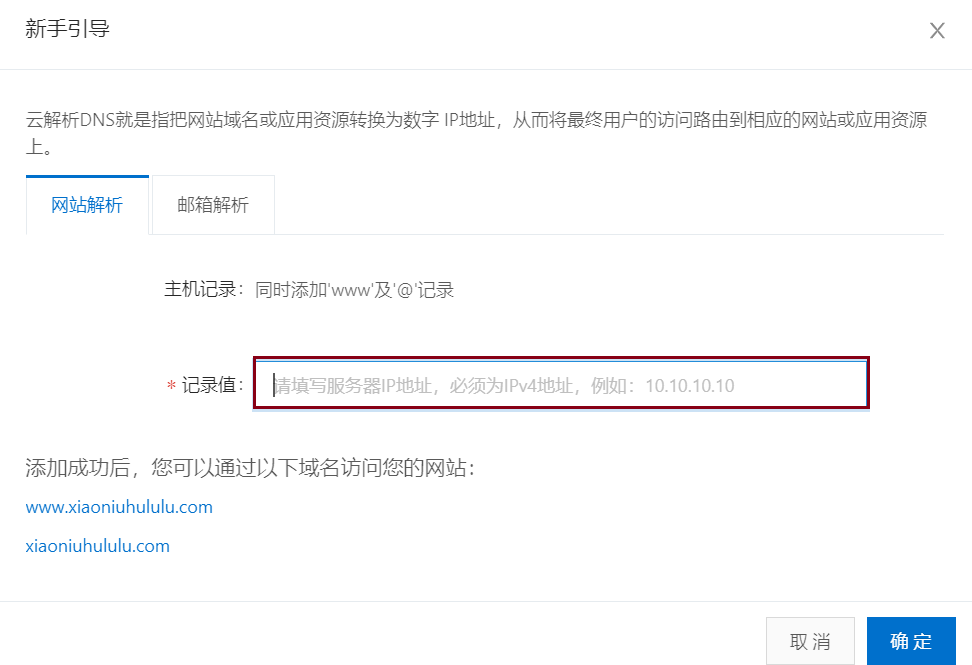 新手引导
云解析DNS就是指把网站域名或应用资源转换为数字 IP地址，从而将最终用户的访问路由到相应的网站或应用资源
上。
网站解析 邮箱解析
主机记录： 同时添加'www'及'@'记录
* 记录值： 请填写服务器IP地址，必须为IPv4地址，例如：10.10.10.10
添加成功后，您可以通过以下域名访问您的网站：
www.xiaoniuhululu.com
xiaoniuhululu.com
取消 确定